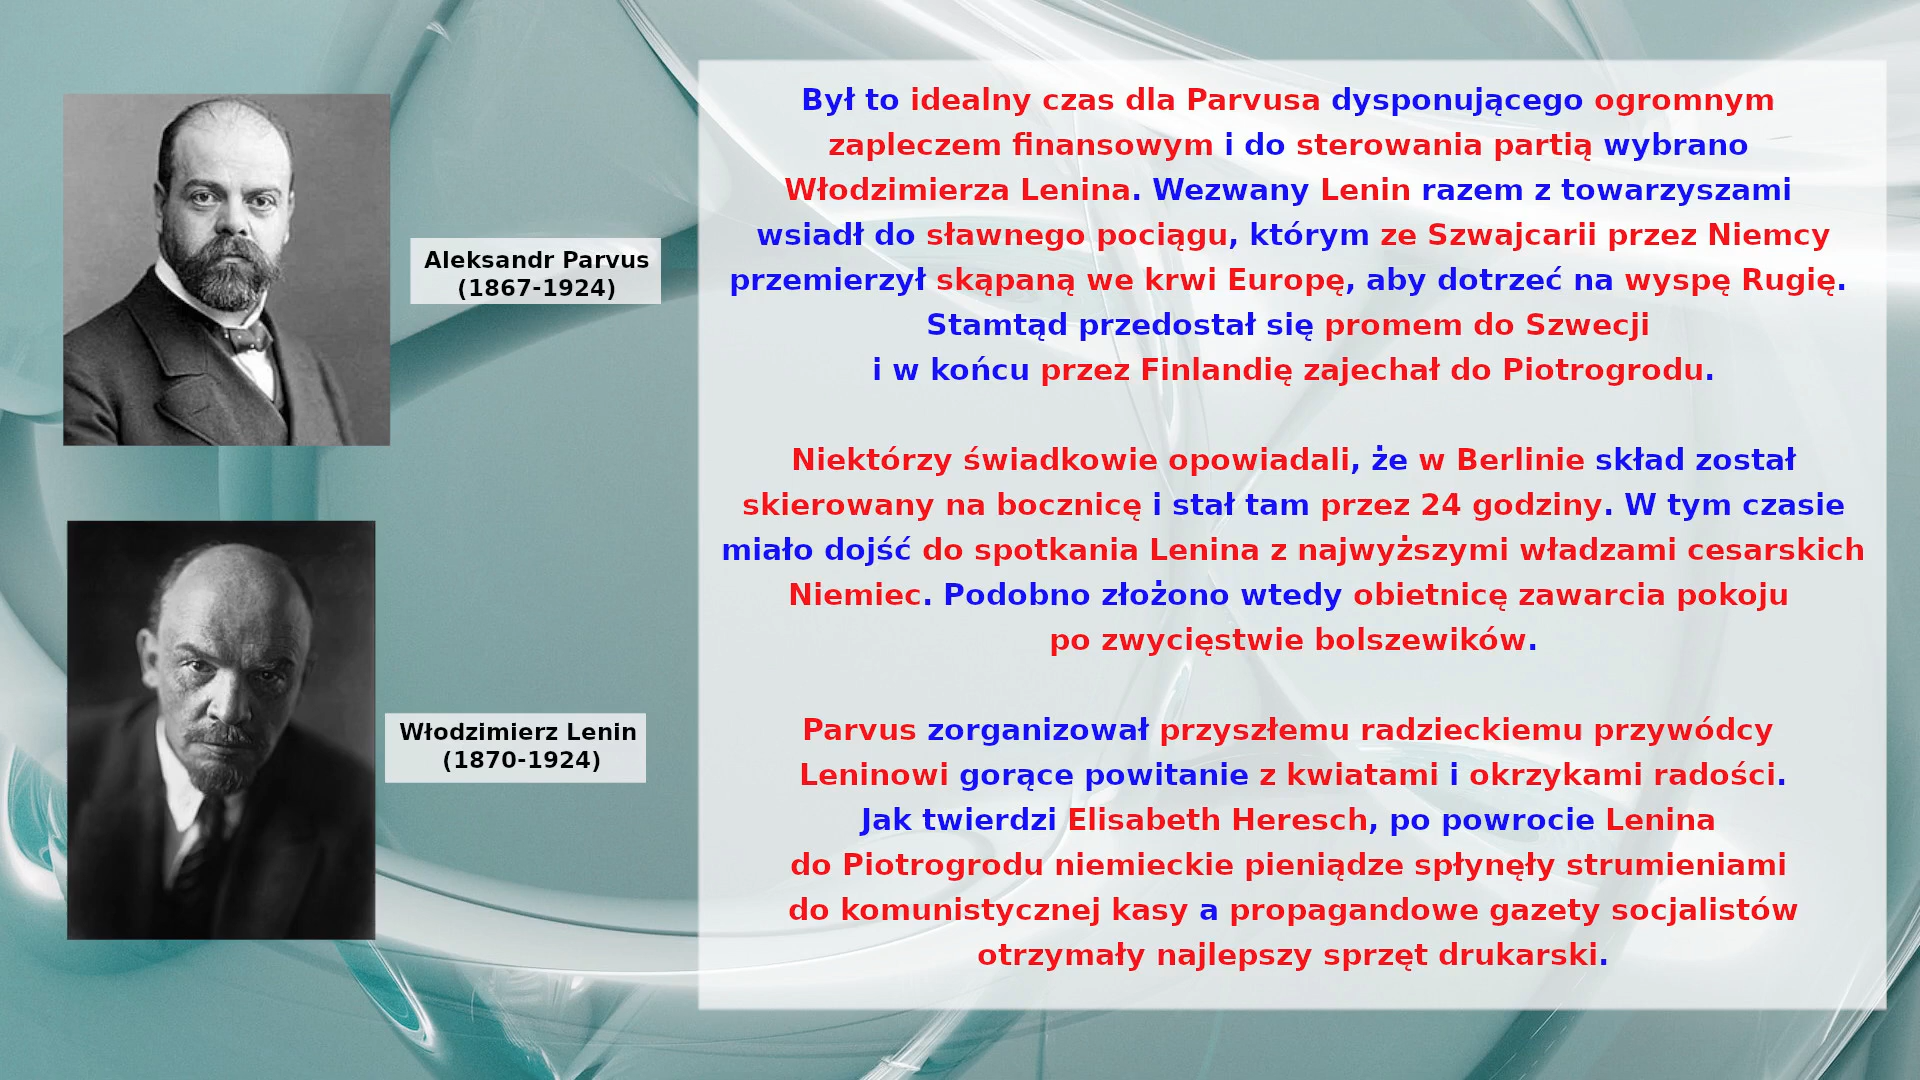 Aleksandr Parvus
(1867-1924)
Włodzimierz Lenin
(1870-1924)
Był to idealny czas dla Parvusa dysponującego ogromnym
zapleczem finansowym i do sterowania partią wybrano
Włodzimierza Lenina. Wezwany Lenin razem z towarzyszami
wsiadł do sławnego pociągu, którym ze Szwajcarii przez Niemcy
przemierzył skąpaną we krwi Europę, aby dotrzeć na wyspę Rugię.
Stamtąd przedostał się promem do Szwecji
i w końcu przez Finlandię zajechał do Piotrogrodu.
Niektórzy świadkowie opowiadali, że w Berlinie skład został
skierowany na bocznicę i stał tam przez 24 godziny. W tym czasie
miało dojść do spotkania Lenina z najwyższymi władzami cesarskich
Niemiec. Podobno złożono wtedy obietnicę zawarcia pokoju
po zwycięstwie bolszewików.
Parvus zorganizował przyszłemu radzieckiemu przywódcy
Leninowi gorące powitanie z kwiatami i okrzykami radości.
Jak twierdzi Elisabeth Heresch, po powrocie Lenina
do Piotrogrodu niemieckie pieniądze spłynęły strumieniami
do komunistycznej kasy a propagandowe gazety socjalistów
otrzymały najlepszy sprzęt drukarski.